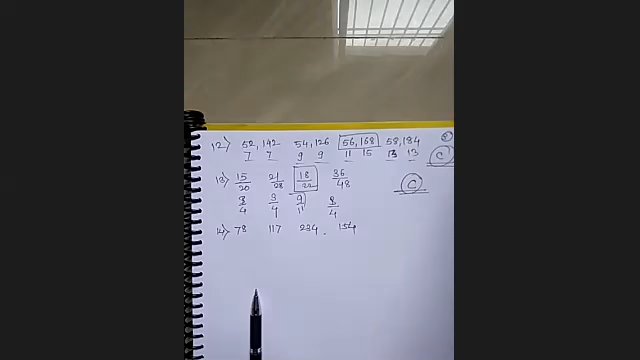 12) 52,142 54,126 56,168 58,184
7 7 9 9 11 15 13 13 C
13) 15/20 21/28 18/22 36/48 C
3/4 3/4 9/11 3/4
14) 78 117 234 154